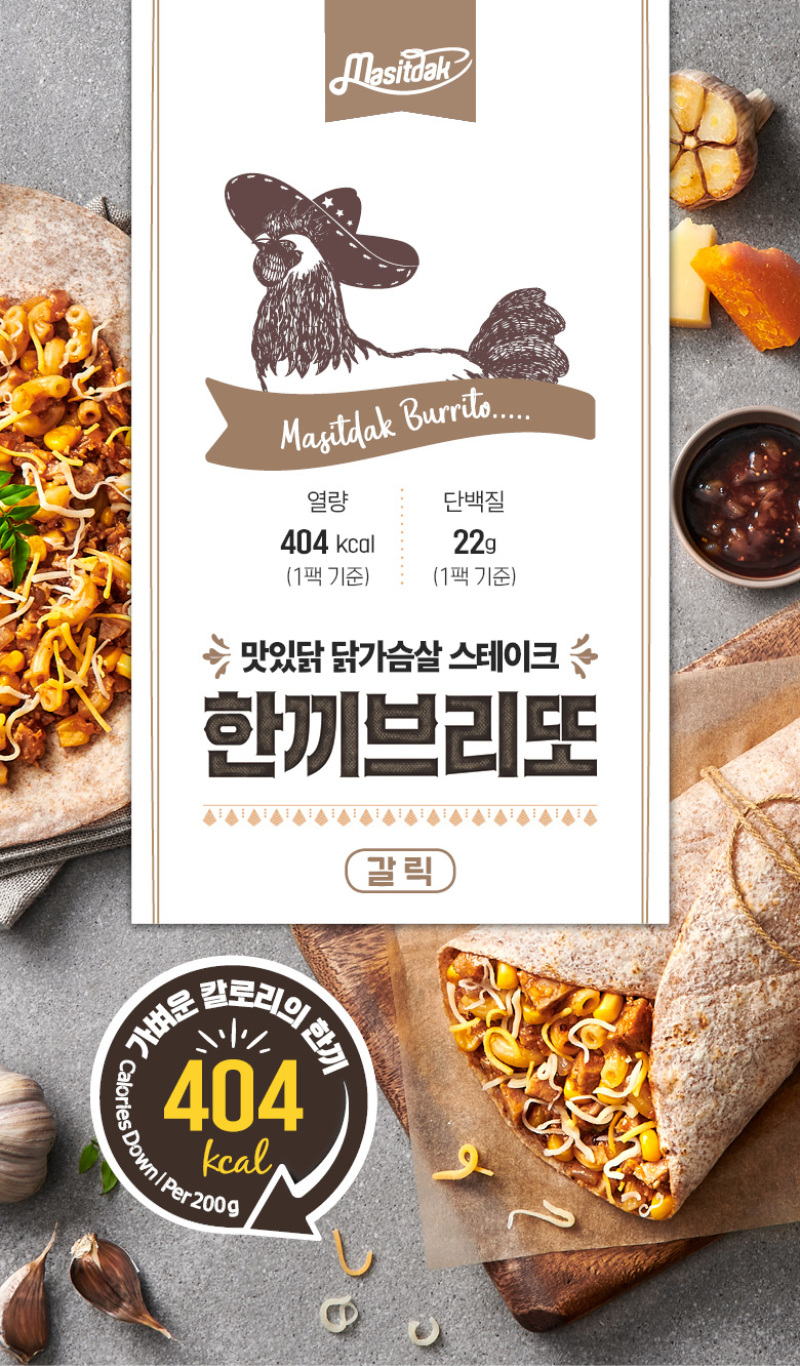 Masitdak
Masitdak Burrito.....
열량
404 kcal
(1팩 기준)
단백질
22g
(1팩 기준)
맛있닭 닭가슴살 스테이크
한끼브리또
갈릭
가벼운 칼로리의 한끼
404
kcal
Calories Down / Per 200g